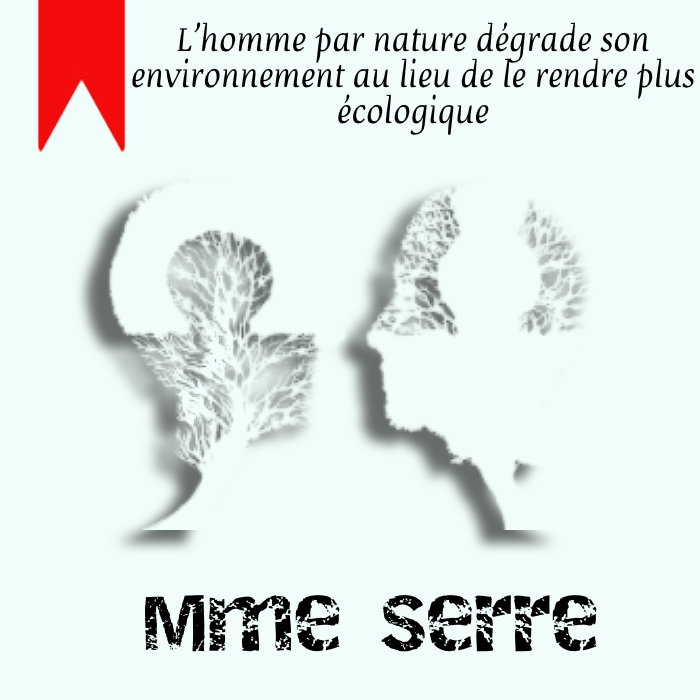 L'homme par nature dégrade son
environnement au lieu de le rendre plus
écologique
Mme serre